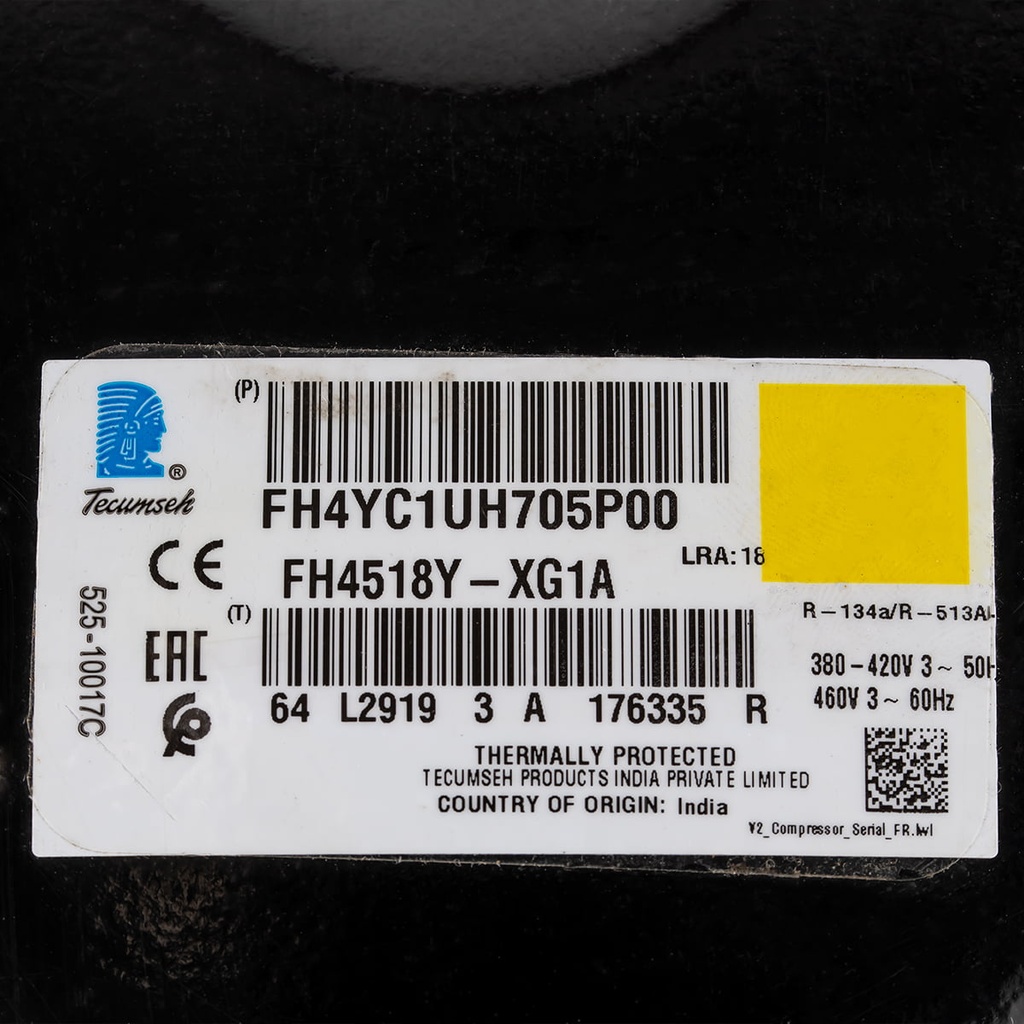 (P)
FH4YC1UH705P00
®
Tecumseh
LRA: 18
CE
FH4518Y – XG1A
(T)
R – 134a/R – 513A
525-10017C
EAC
380 – 420V 3 ~ 50H
460V 3 ~ 60Hz
64 L2919 3 A 176335 R
THERMALLY PROTECTED
TECUMSEH PRODUCTS INDIA PRIVATE LIMITED
COUNTRY OF ORIGIN: India
V2_Compressor_Serial_FR.lwl